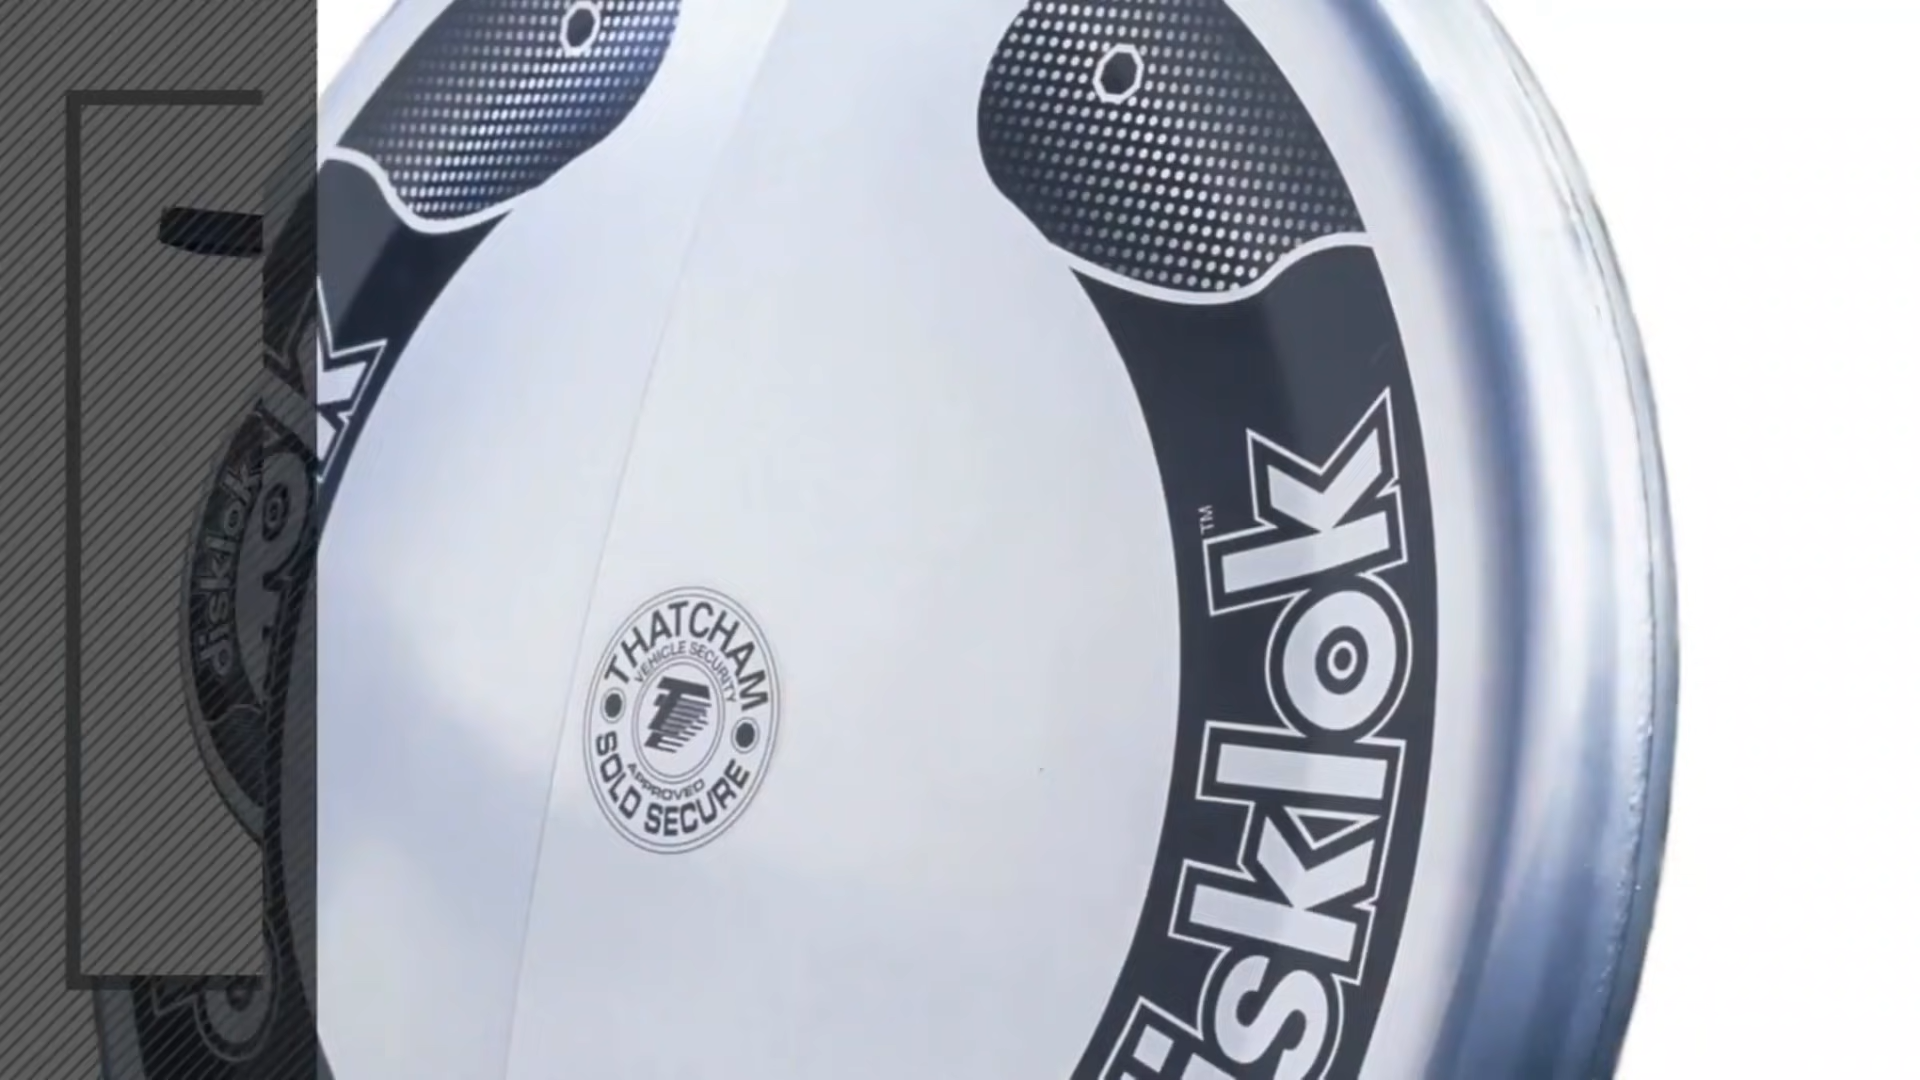 disklok
THATCHAM
VEHICLE SECURITY
APPROVED
SOLD SECURE
k
disklok™